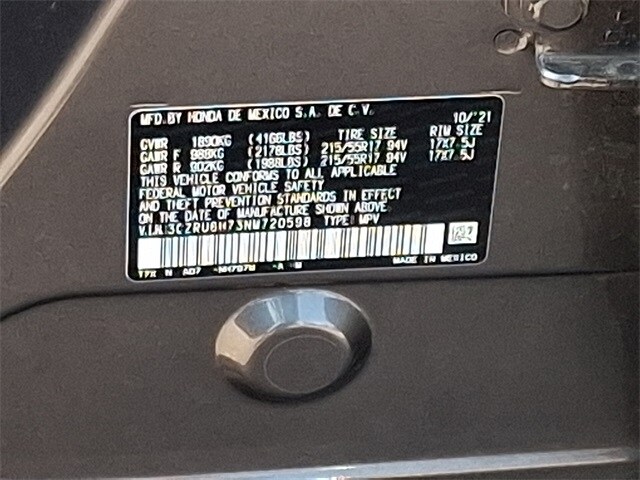 MFD.BY HONDA DE MEXICO S.A. DE C.V. 10/'21
GVWR 1890KG (4166LBS) TIRE SIZE RIM SIZE
GAWR F 988KG (2178LBS) 215/55R17 94V 17X7.5J
GAWR R 902KG (1988LBS) 215/55R17 94V 17X7.5J
THIS VEHICLE CONFORMS TO ALL APPLICABLE
FEDERAL MOTOR VEHICLE SAFETY
AND THEFT PREVENTION STANDARDS IN EFFECT
ON THE DATE OF MANUFACTURE SHOWN ABOVE.
V.I.N. 3CZRU6H73NM720598 TYPE: MPV
MADE IN MEXICO